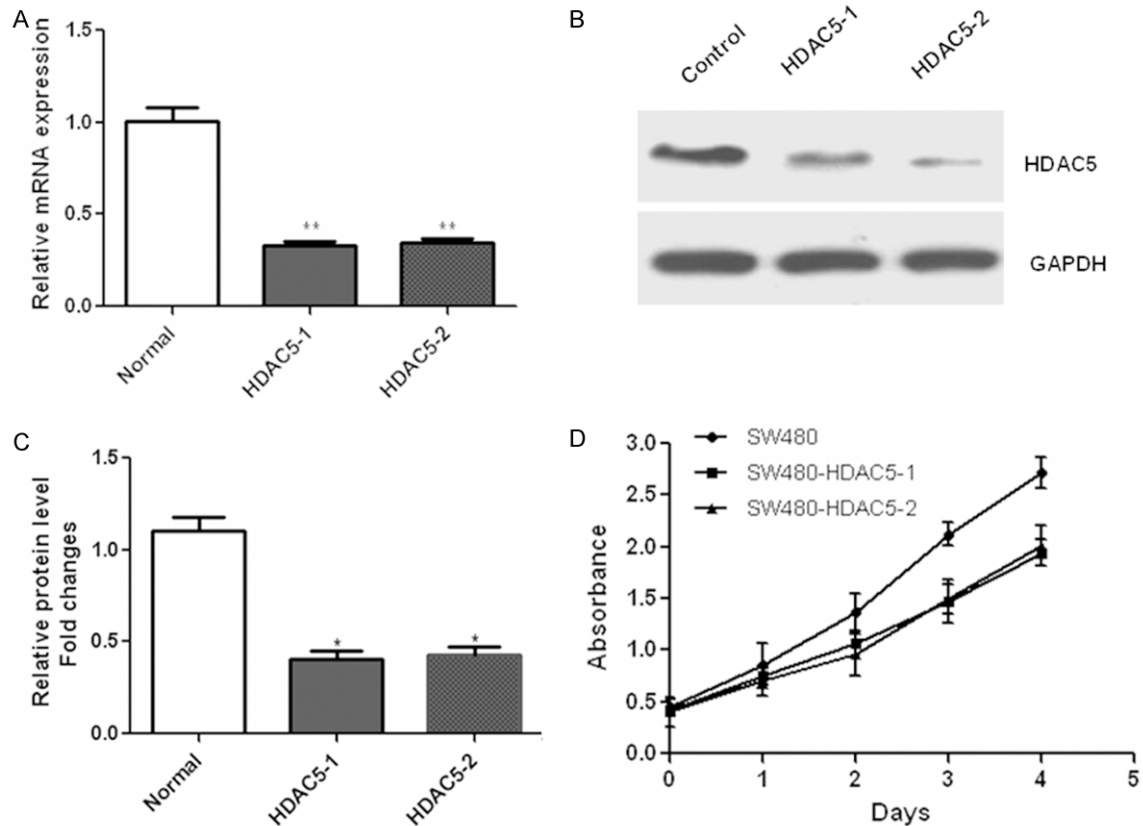 A
Relative mRNA expression
1.5
1.0
0.5
0.0
**
**
Normal
HDAC5-1
HDAC5-2
B
Control
HDAC5-1
HDAC5-2
HDAC5
GAPDH
C
Relative protein level
Fold changes
1.5
1.0
0.5
0.0
*
*
Normal
HDAC5-1
HDAC5-2
D
SW480
SW480-HDAC5-1
SW480-HDAC5-2
Absorbance
3.0
2.5
2.0
1.5
1.0
0.5
0.0
0
1
2
3
4
5
Days